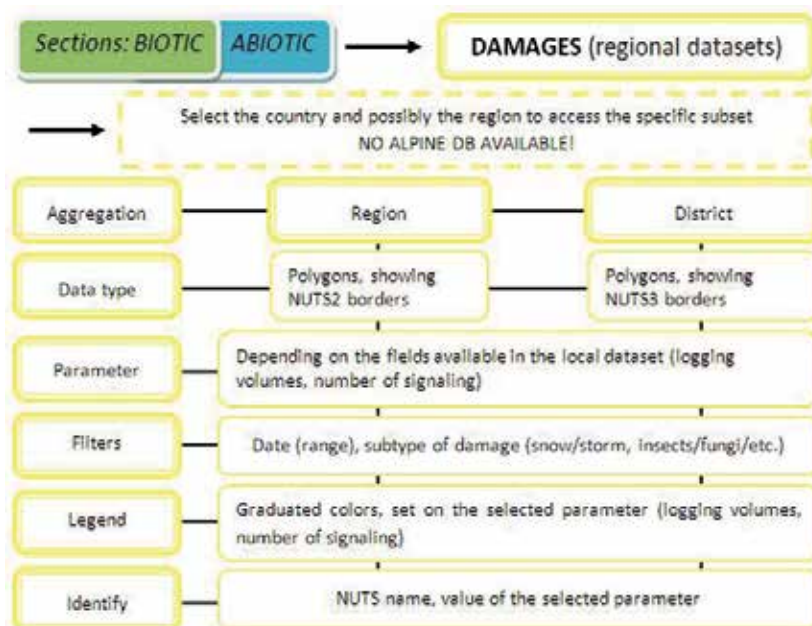 Sections: BIOTIC ABIOTIC DAMAGES (regional datasets)
Select the country and possibly the region to access the specific subset
NO ALPINE DB AVAILABLE!
Aggregation Region District
Data type Polygons, showing NUTS2 borders Polygons, showing NUTS3 borders
Parameter Depending on the fields available in the local dataset (logging
volumes, number of signaling)
Filters Date (range), subtype of damage (snow/storm, insects/fungi/etc.)
Legend Graduated colors, set on the selected parameter (logging volumes,
number of signaling)
Identify NUTS name, value of the selected parameter